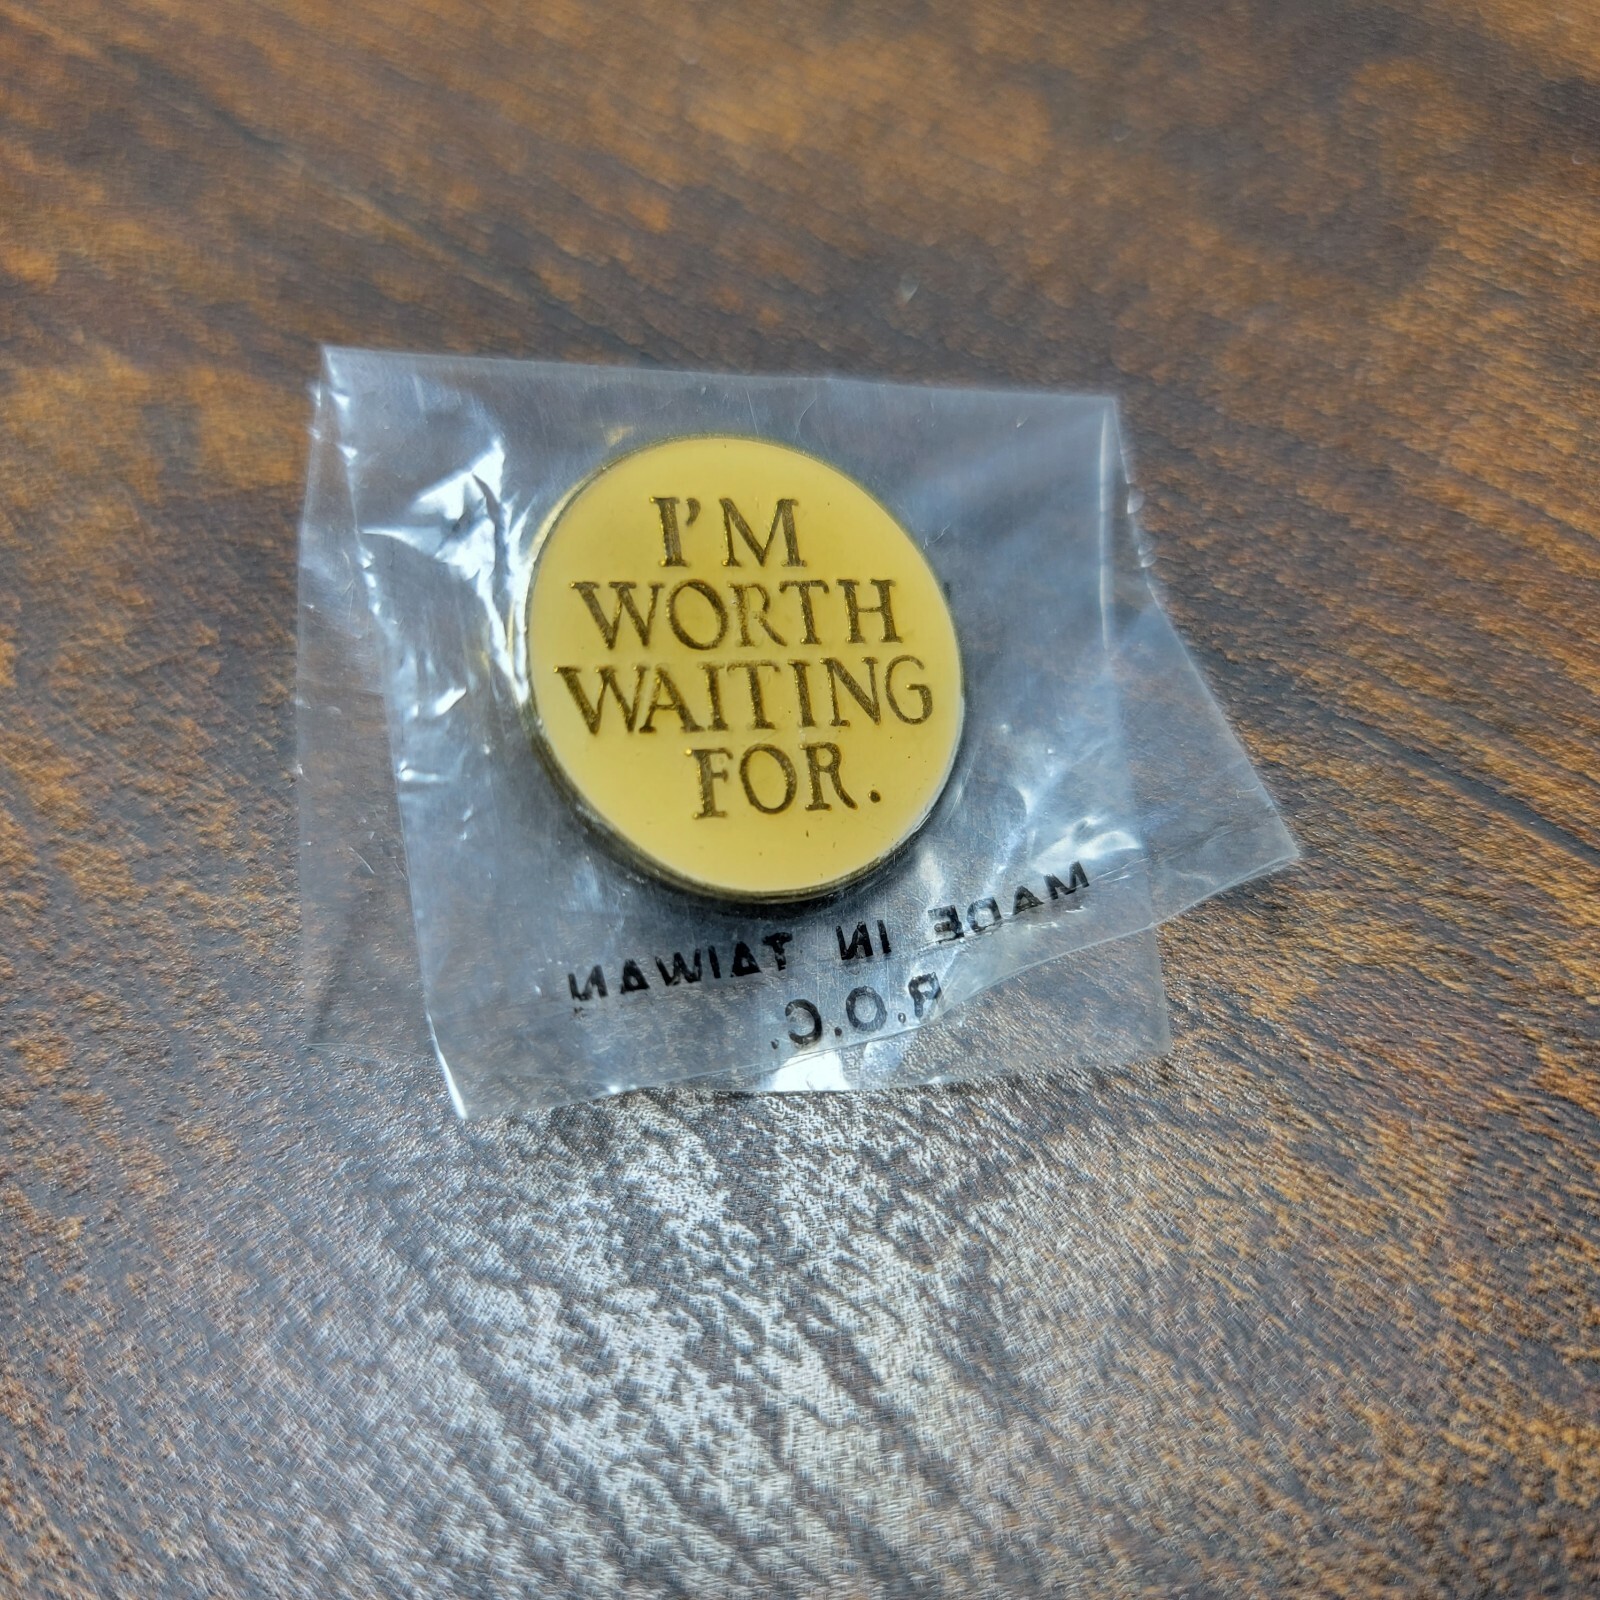 I'M
WORTH
WAITING
FOR.
MADE IN TAIWAN
R.O.C.